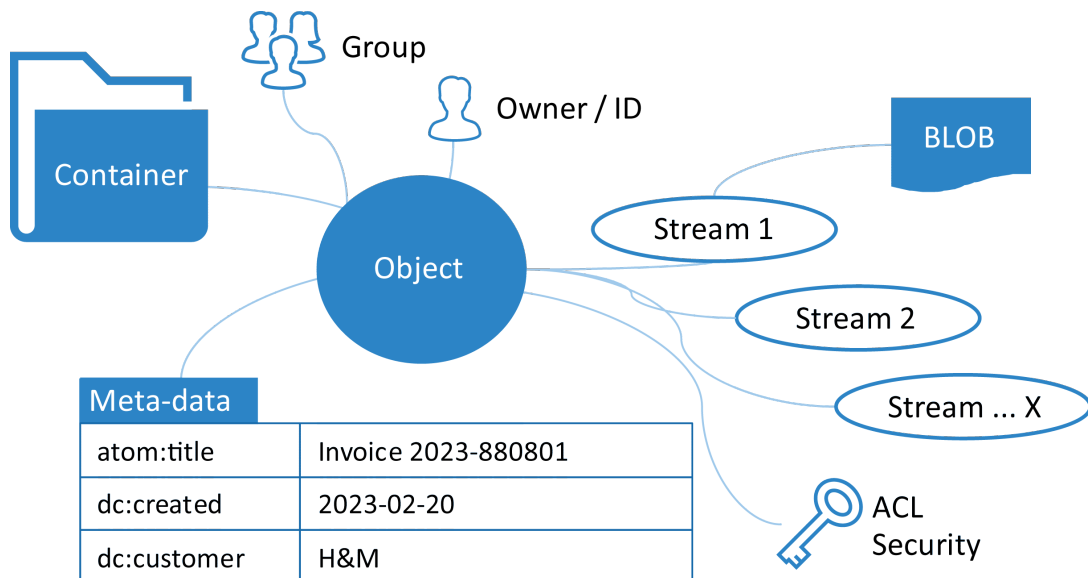 Group
Owner / ID
BLOB
Container
Stream 1
Object
Stream 2
Meta-data
Stream ... X
atom:title Invoice 2023-880801
dc:created 2023-02-20
dc:customer H&M
ACL
Security